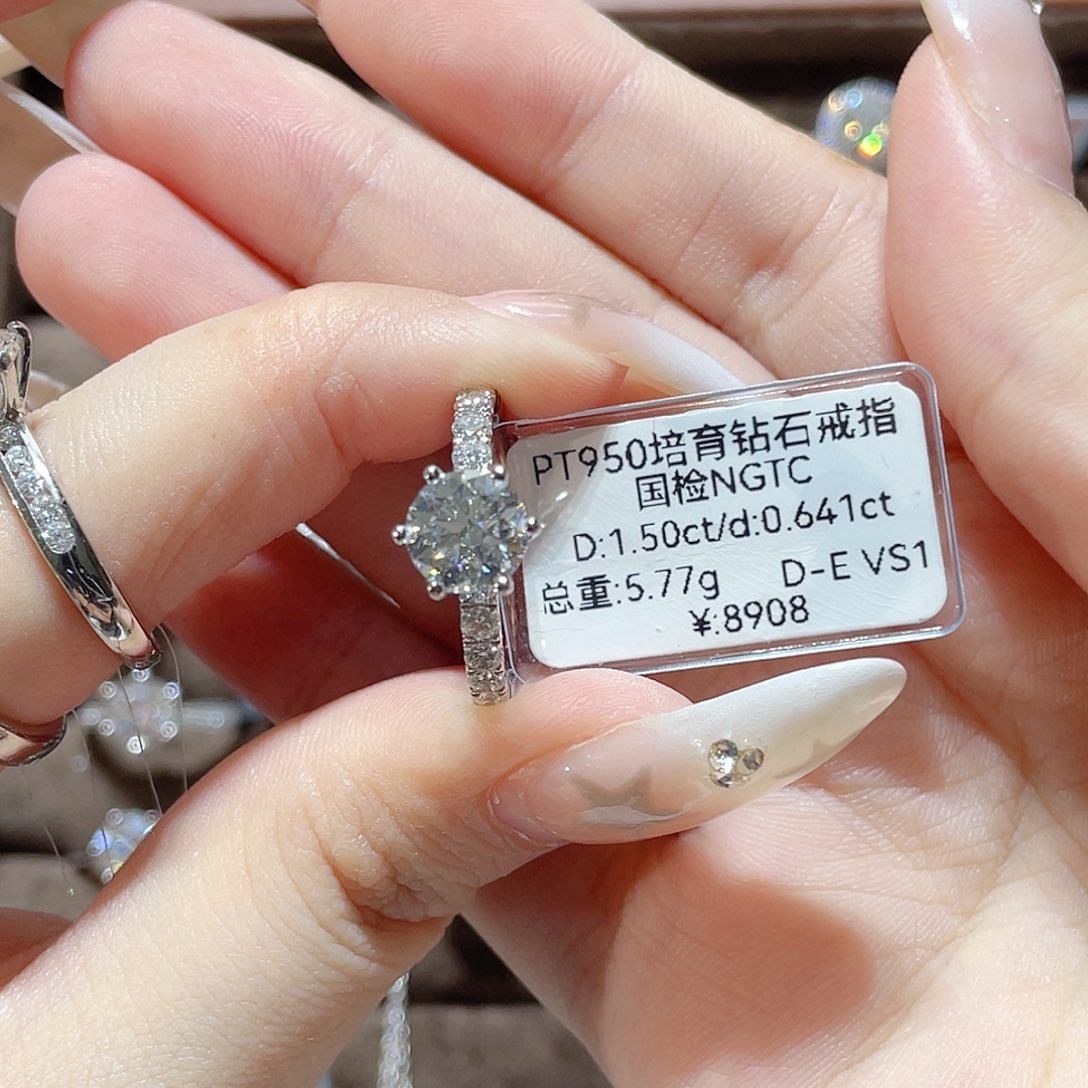 PT950培育钻石戒指
国检NGTC
D:1.50ct/d:0.641ct
总重:5.77g D-E VS1
¥:8908